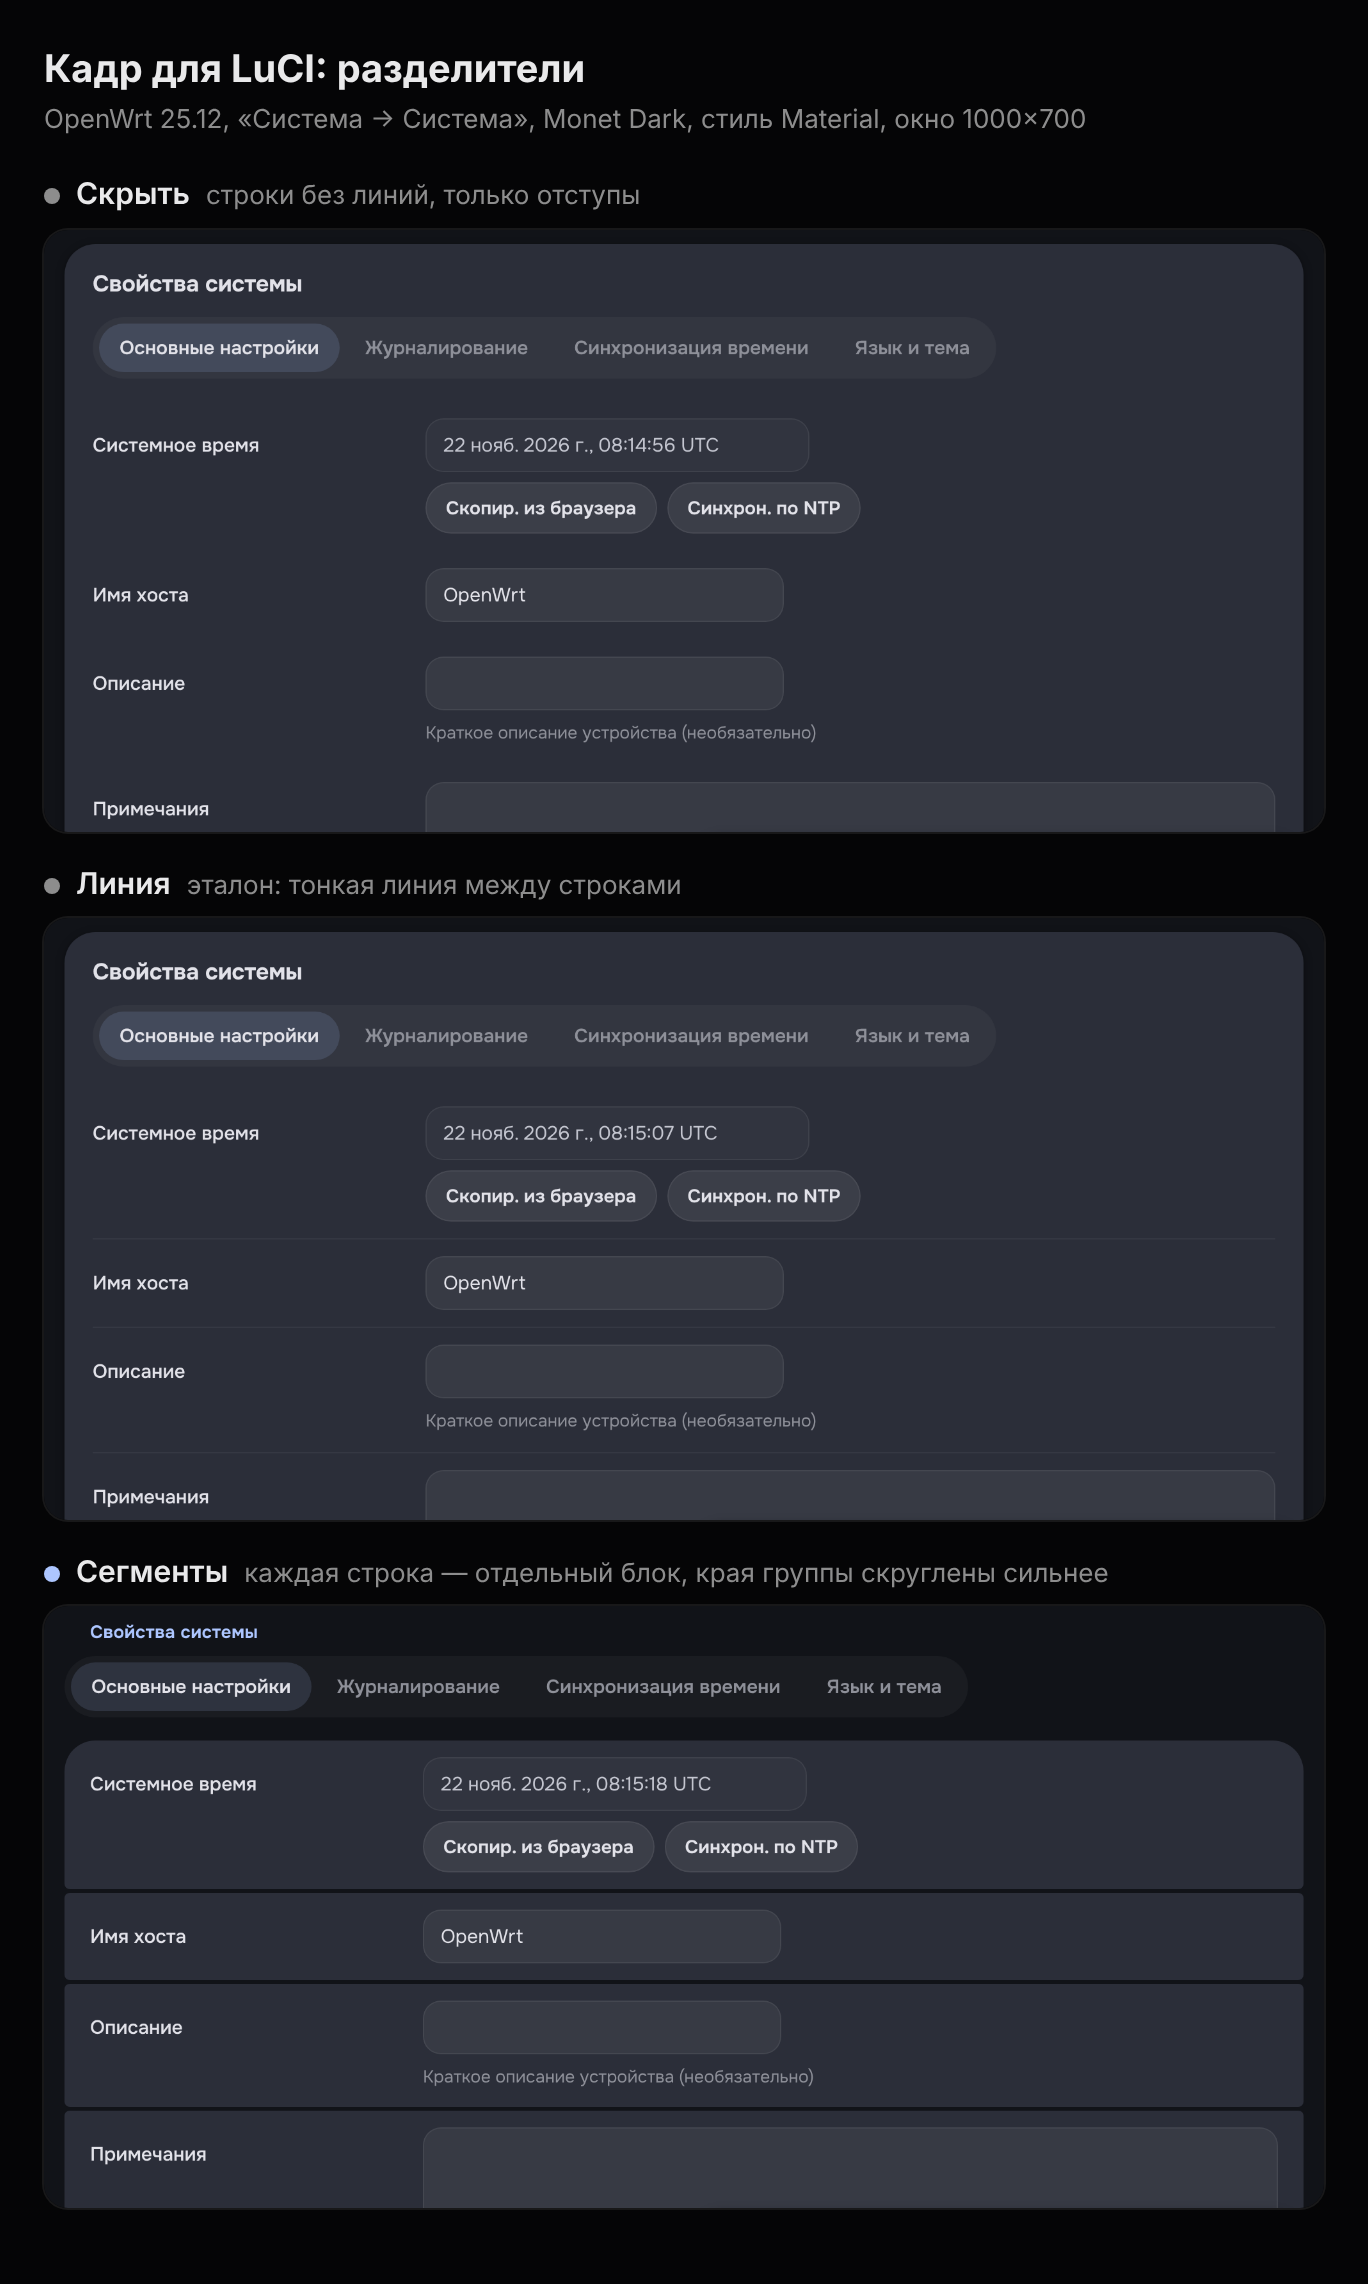 Кадр для LuCI: разделители
OpenWrt 25.12, «Система → Система», Monet Dark, стиль Material, окно 1000×700
Скрыть строки без линий, только отступы
Свойства системы
Основные настройки Журналирование Синхронизация времени Язык и тема
Системное время 22 нояб. 2026 г., 08:14:56 UTC
Скопир. из браузера Синхрон. по NTP
Имя хоста OpenWrt
Описание
Краткое описание устройства (необязательно)
Примечания
Линия эталон: тонкая линия между строками
Свойства системы
Основные настройки Журналирование Синхронизация времени Язык и тема
Системное время 22 нояб. 2026 г., 08:15:07 UTC
Скопир. из браузера Синхрон. по NTP
Имя хоста OpenWrt
Описание
Краткое описание устройства (необязательно)
Примечания
Сегменты каждая строка — отдельный блок, края группы скруглены сильнее
Свойства системы
Основные настройки Журналирование Синхронизация времени Язык и тема
Системное время 22 нояб. 2026 г., 08:15:18 UTC
Скопир. из браузера Синхрон. по NTP
Имя хоста OpenWrt
Описание
Краткое описание устройства (необязательно)
Примечания